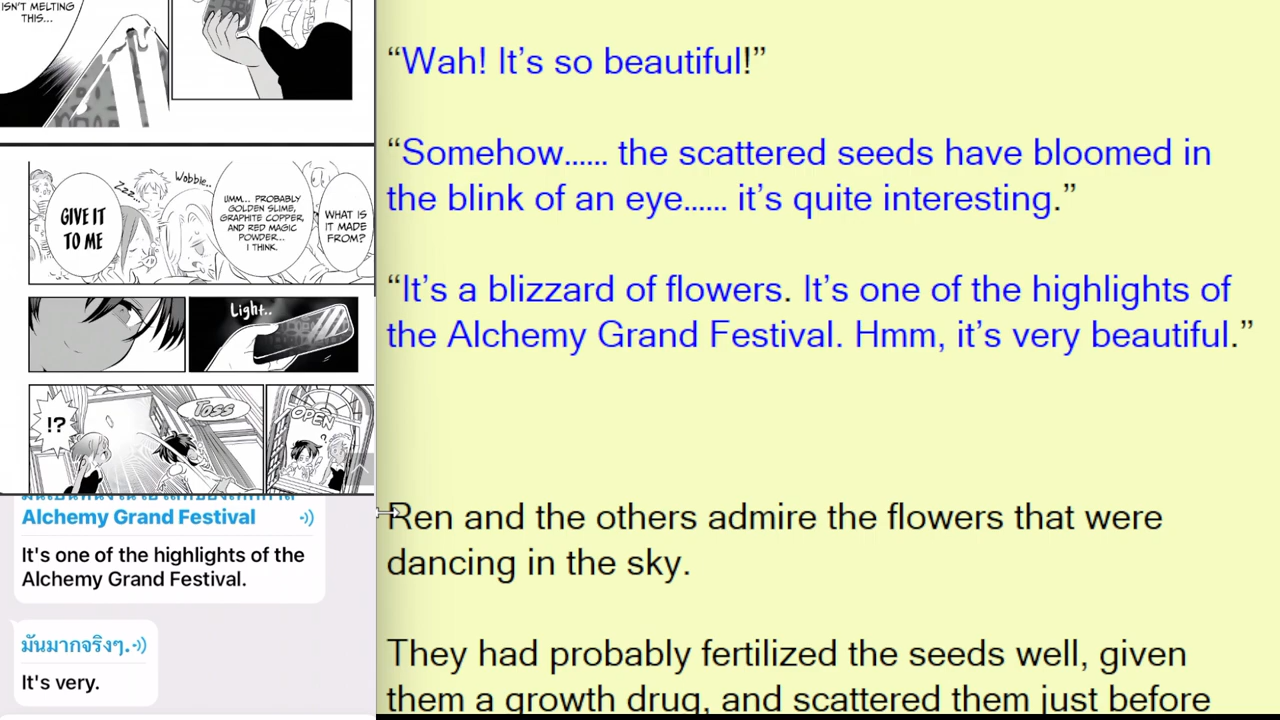 ISN'T MELTING
THIS...
Zzz...
Wobble..
GIVE IT
TO ME
UMM... PROBABLY
GOLDEN SLIME,
GRAPHITE COPPER,
AND RED MAGIC
POWDER...
I THINK.
WHAT IS
IT MADE
FROM?
Light..
!?
TOSS
OPEN
?
Alchemy Grand Festival
It's one of the highlights of the
Alchemy Grand Festival.
มันมากจริงๆ.
It's very.
“Wah! It’s so beautiful!”
“Somehow...... the scattered seeds have bloomed in
the blink of an eye...... it’s quite interesting.”
“It’s a blizzard of flowers. It’s one of the highlights of
the Alchemy Grand Festival. Hmm, it’s very beautiful.”
Ren and the others admire the flowers that were
dancing in the sky.
They had probably fertilized the seeds well, given
them a growth drug, and scattered them just before